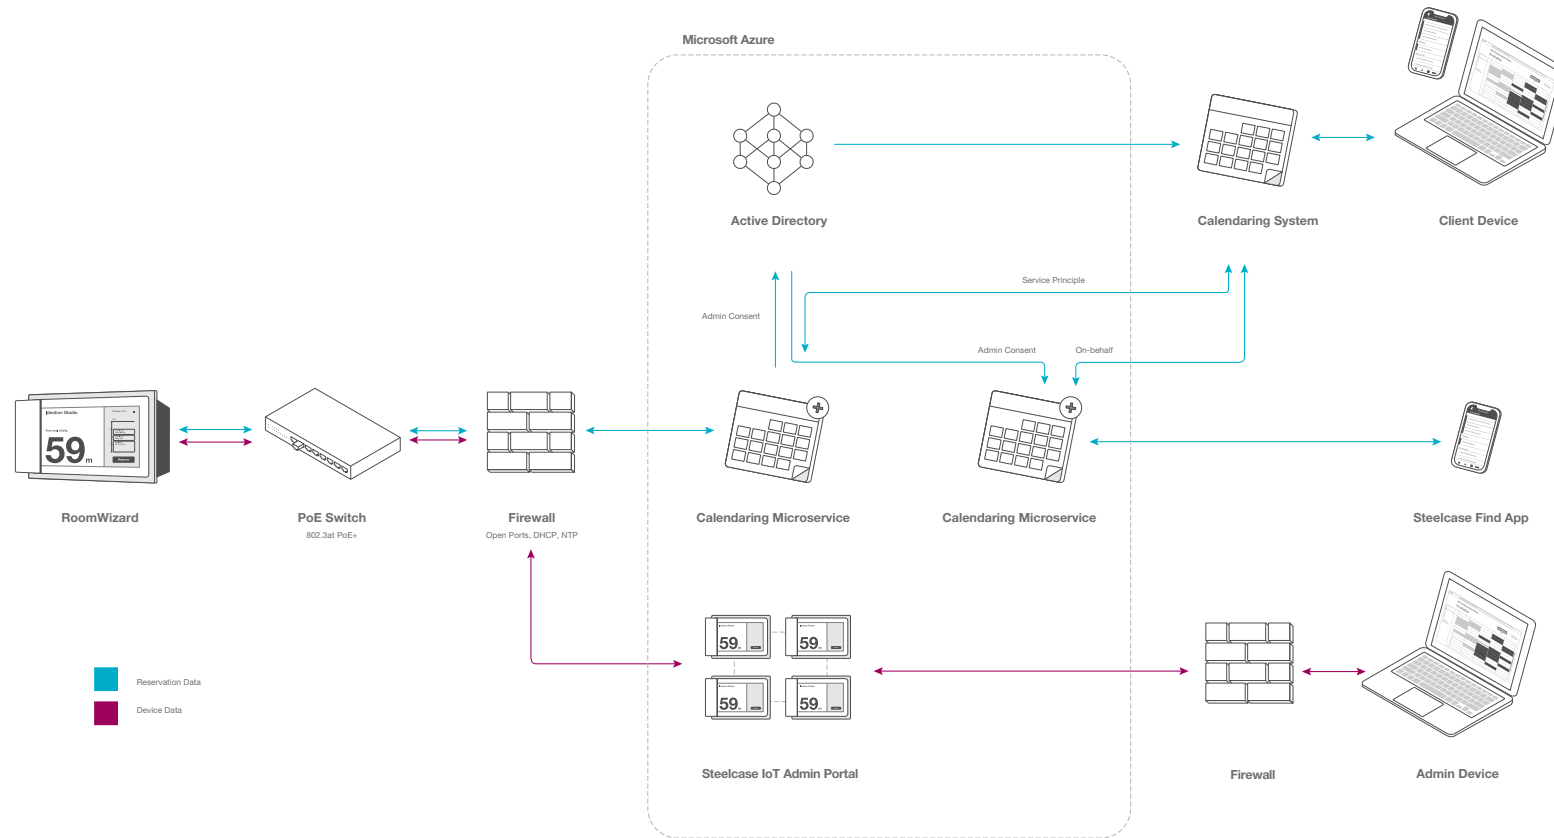 Microsoft Azure
Active Directory
Calendaring System
Client Device
Service Principle
Admin Consent
Admin Consent
On-behalf
Ideation Studio
59 m
RoomWizard
PoE Switch
802.3at PoE+
Firewall
Open Ports, DHCP, NTP
Calendaring Microservice
Calendaring Microservice
Steelcase Find App
59
59
59
59
Reservation Data
Device Data
Steelcase IoT Admin Portal
Firewall
Admin Device